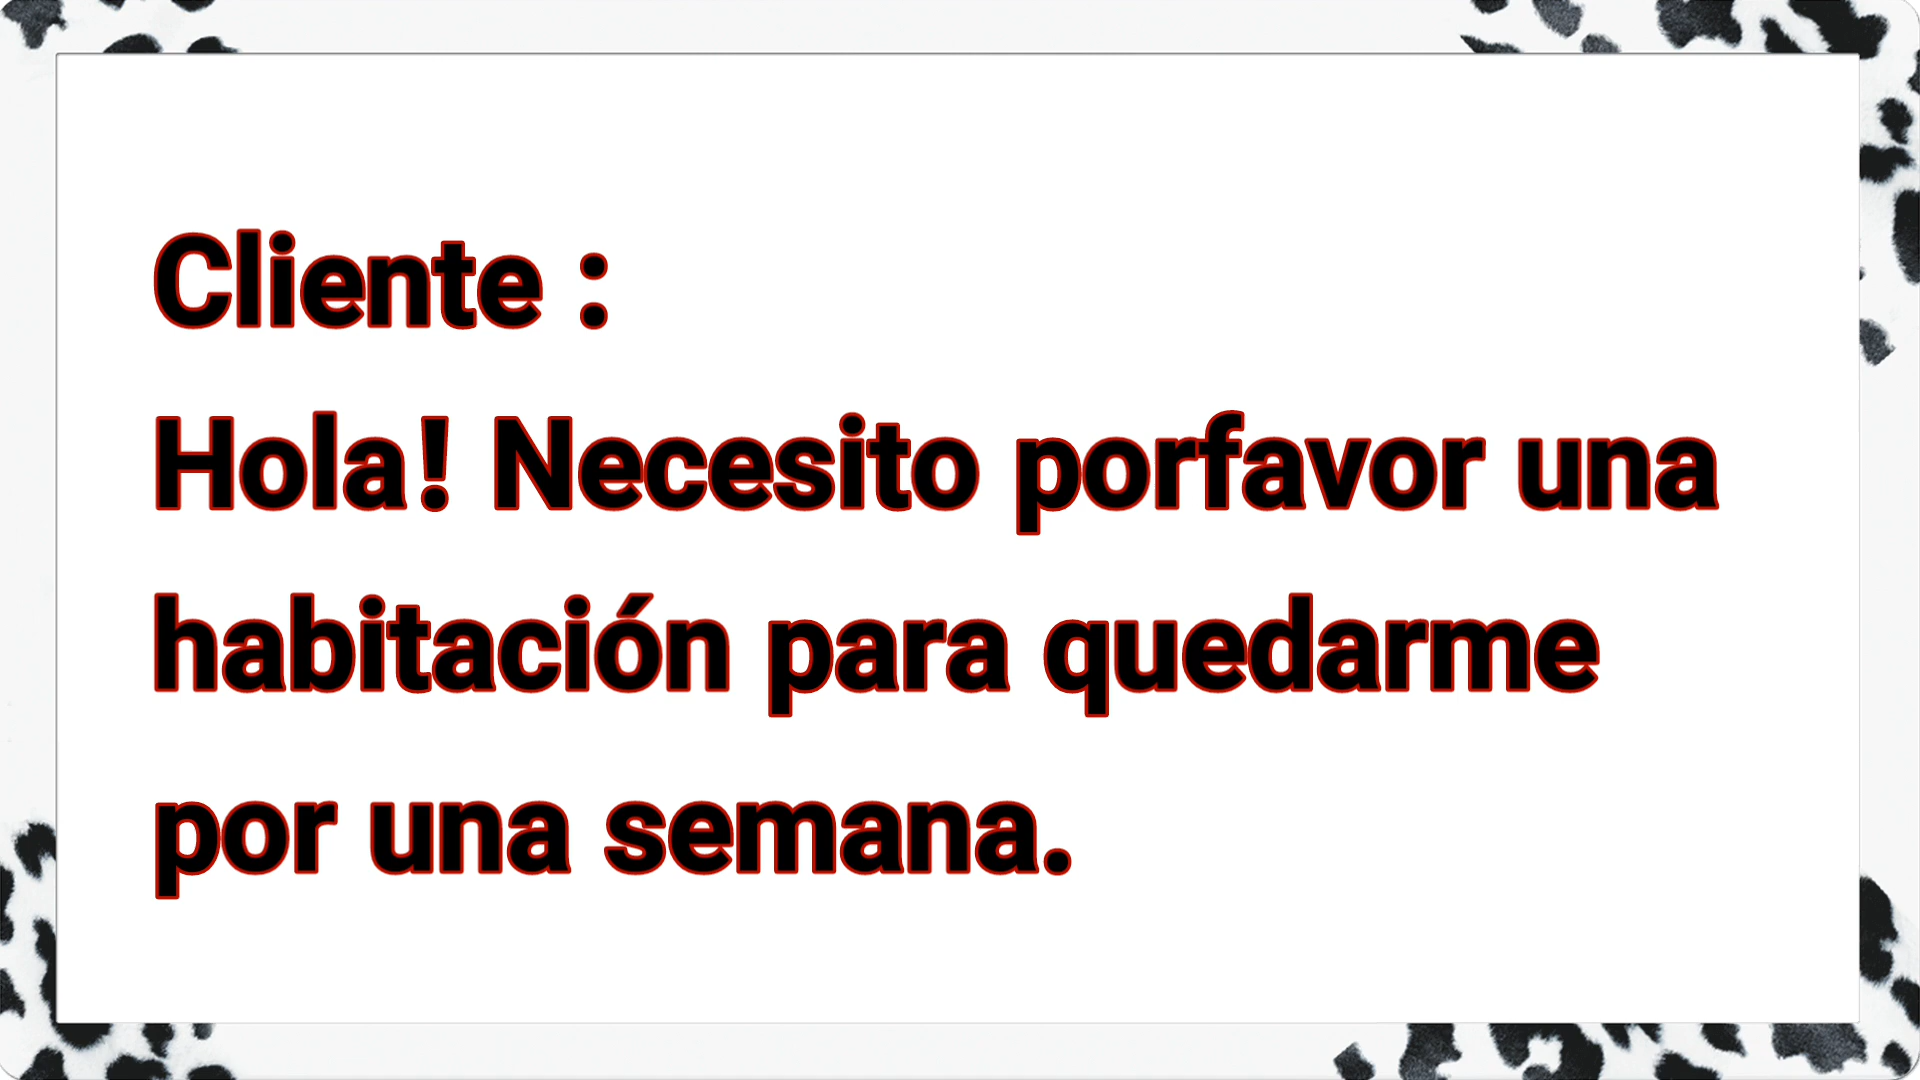 Cliente :
Hola! Necesito porfavor una
habitación para quedarme
por una semana.